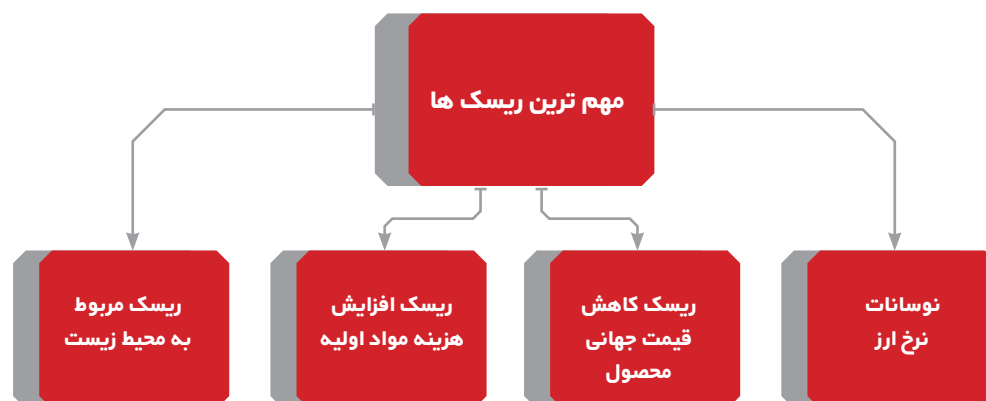 مهم ترین ریسک ها
نوسانات
نرخ ارز
ریسک کاهش
قیمت جهانی
محصول
ریسک افزایش
هزینه مواد اولیه
ریسک مربوط
به محیط زیست